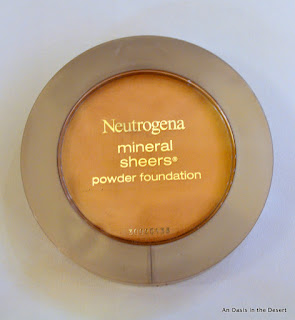 Neutrogena
mineral
sheers®
powder foundation
An Oasis in the Desert